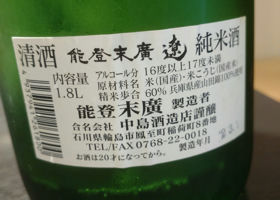 清酒 能登末廣 遼 純米酒
内容量 1.8L
アルコール分 16度以上17度未満
原材料名 米(国産)・米こうじ(国産米)
精米歩合 60% 兵庫県産山田錦100%使用
能登末廣 製造者
合名会社 中島酒造店謹醸
石川県輪島市鳳至町稲荷町8番地
TEL/FAX 0768-22-0018
お酒は20才になってから。 製造年月